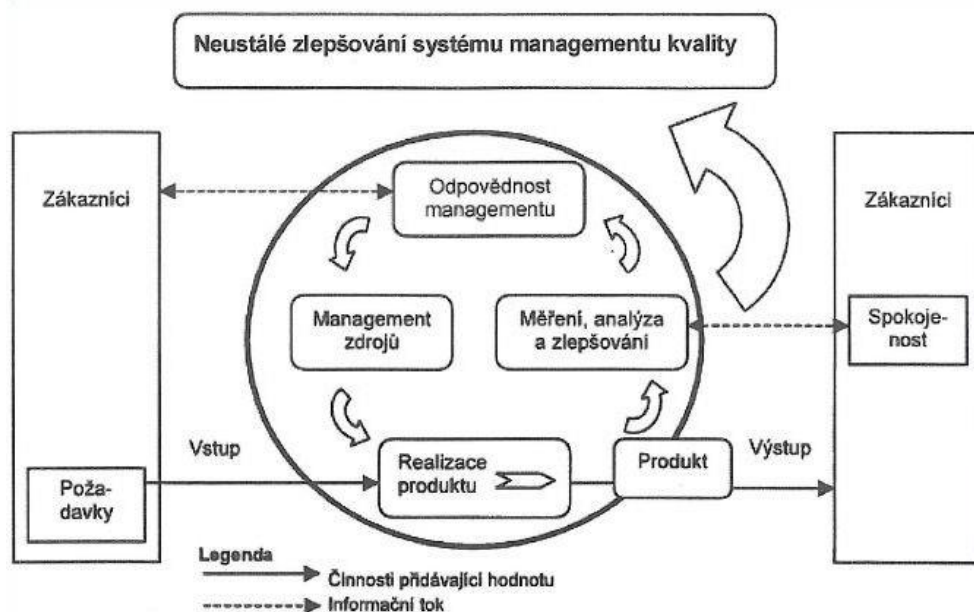 Neustálé zlepšování systému managementu kvality
Zákazníci
Odpovědnost
managementu
Zákazníci
Management
zdrojů
Měření, analýza
a zlepšování
Spokoje-
nost
Vstup
Realizace
produktu
Produkt
Výstup
Poža-
davky
Legenda
Činnosti přidávající hodnotu
Informační tok